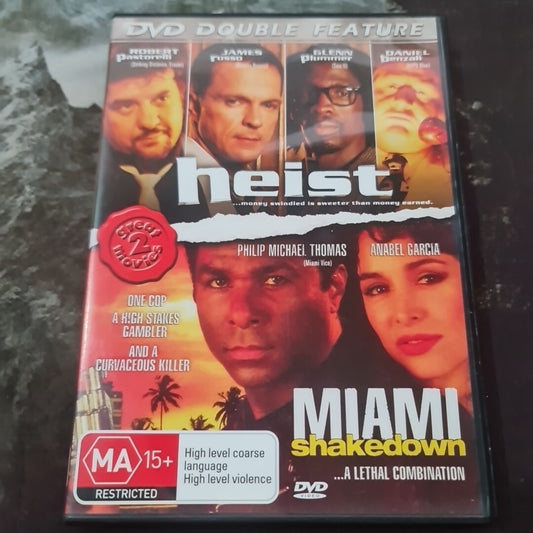 DVD DOUBLE FEATURE
ROBERT Pastorelli
JAMES Russo
GLENN Plummer
DANIEL Benzali
heist
...money swindled is sweeter than money earned.
Great 2 movies
PHILIP MICHAEL THOMAS
(Miami Vice)
ANABEL GARCIA
ONE COP
A HIGH STAKES
GAMBLER
AND A
CURVACEOUS KILLER
MIAMI
shakedown
...A LETHAL COMBINATION
MA 15+
RESTRICTED
High level coarse
language
High level violence
DVD
VIDEO